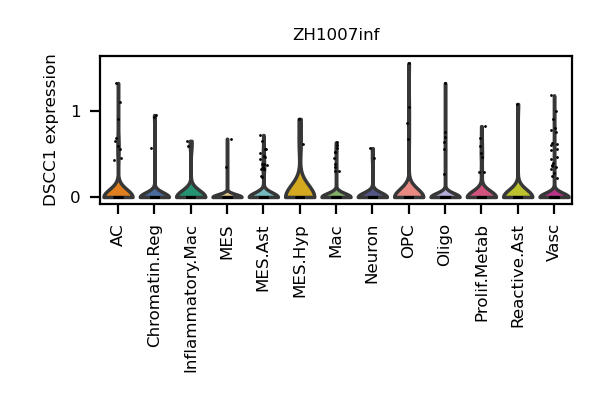 ZH1007inf
DSCC1 expression
1
0
AC
Chromatin.Reg
Inflammatory.Mac
MES
MES.Ast
MES.Hyp
Mac
Neuron
OPC
Oligo
Prolif.Metab
Reactive.Ast
Vasc